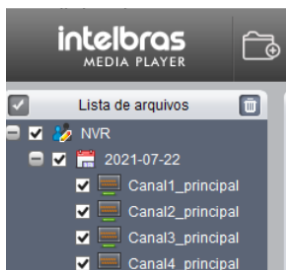 intelbras
MEDIA PLAYER
Lista de arquivos
NVR
2021-07-22
Canal1_principal
Canal2_principal
Canal3_principal
Canal4_principal